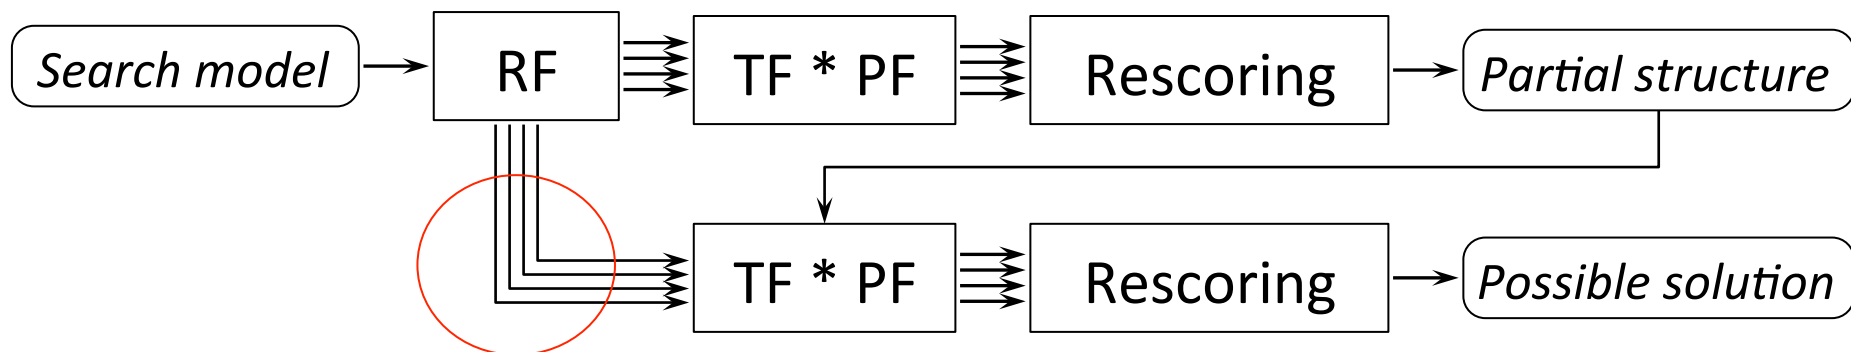 Search model
RF
TF * PF
Rescoring
Partial structure
TF * PF
Rescoring
Possible solution